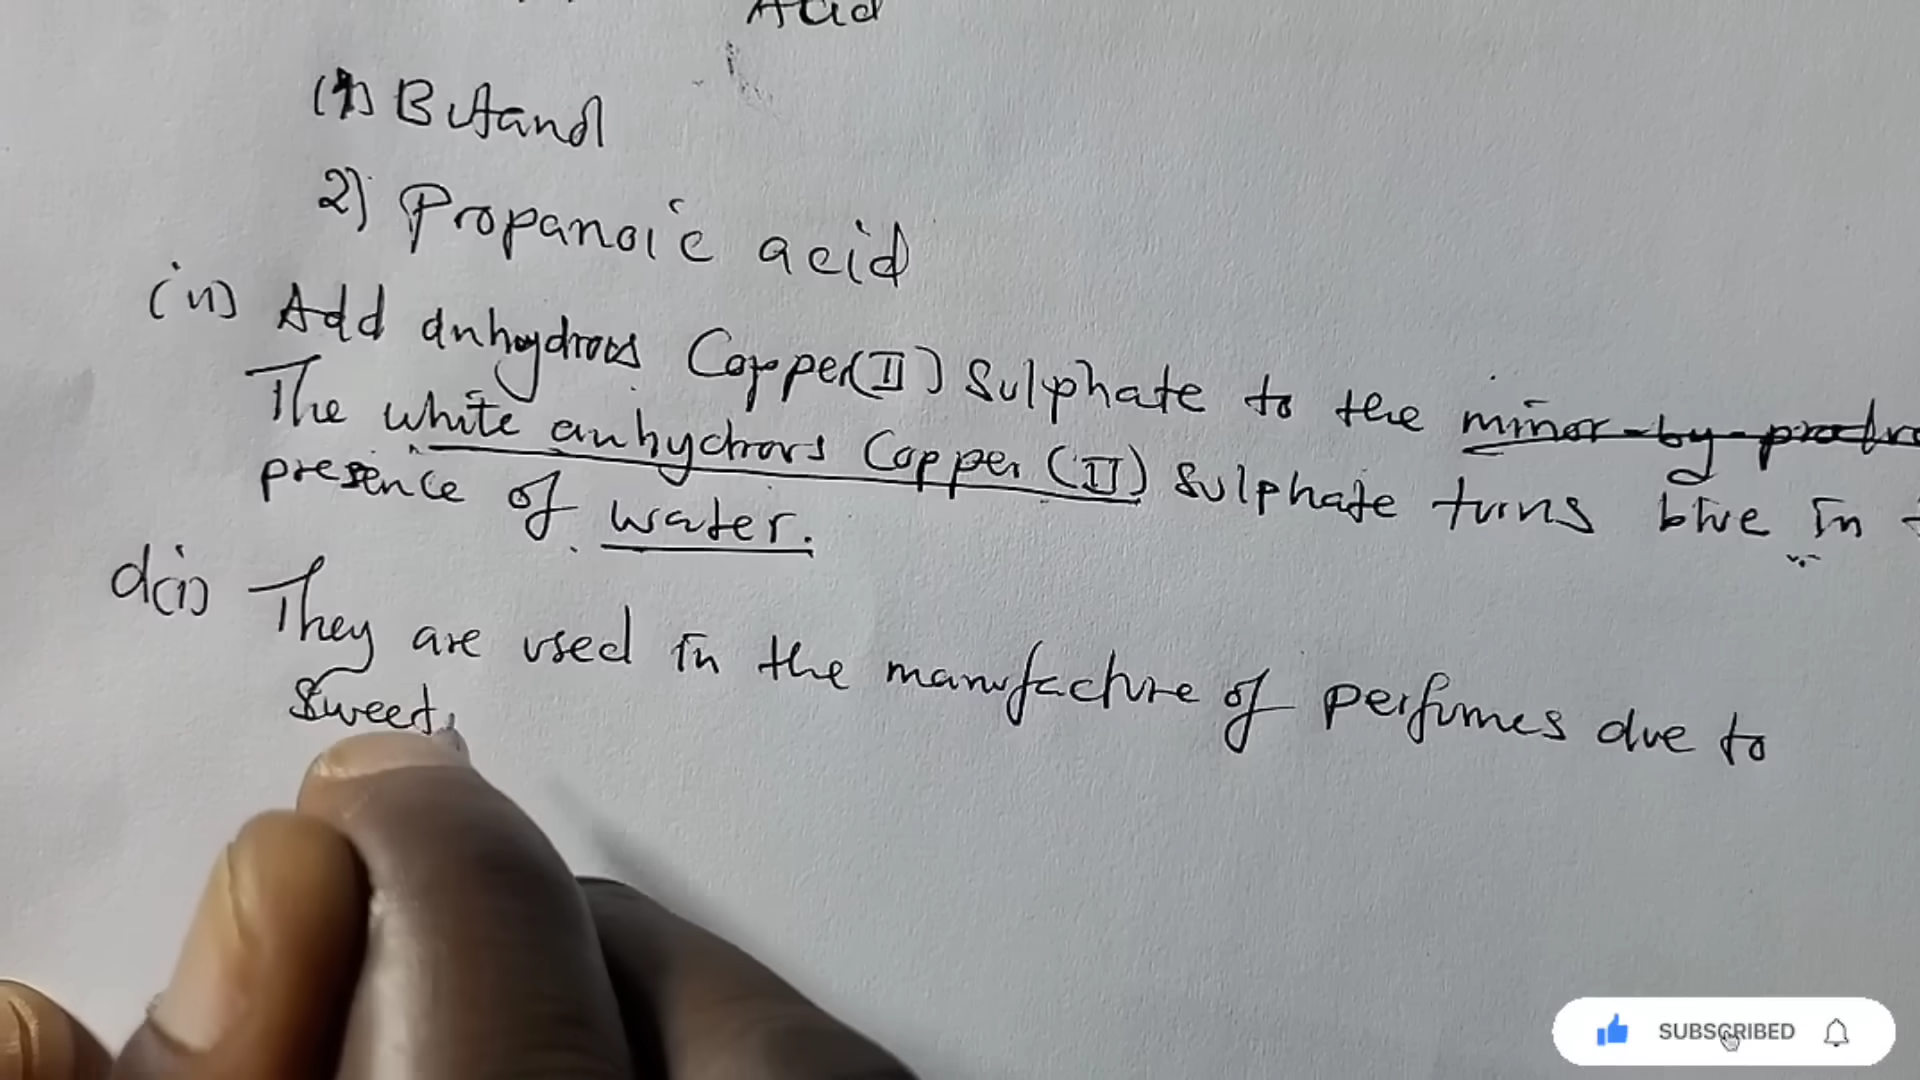 Acid
(1) Butanol
2) Propanoic acid
(ii) Add anhydrous Copper(II) Sulphate to the minor by
The white anhydrous Copper (II) Sulphate turns blue in
presence of water.
d(i) They are used in the manufacture of perfumes due to
Sweet
SUBSCRIBED